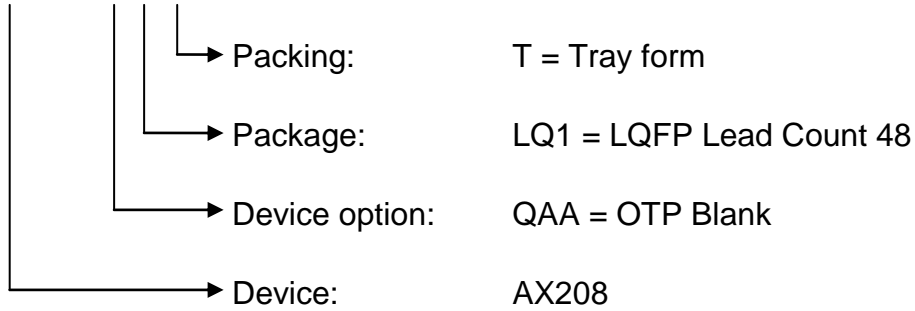 Packing: T = Tray form
Package: LQ1 = LQFP Lead Count 48
Device option: QAA = OTP Blank
Device: AX208